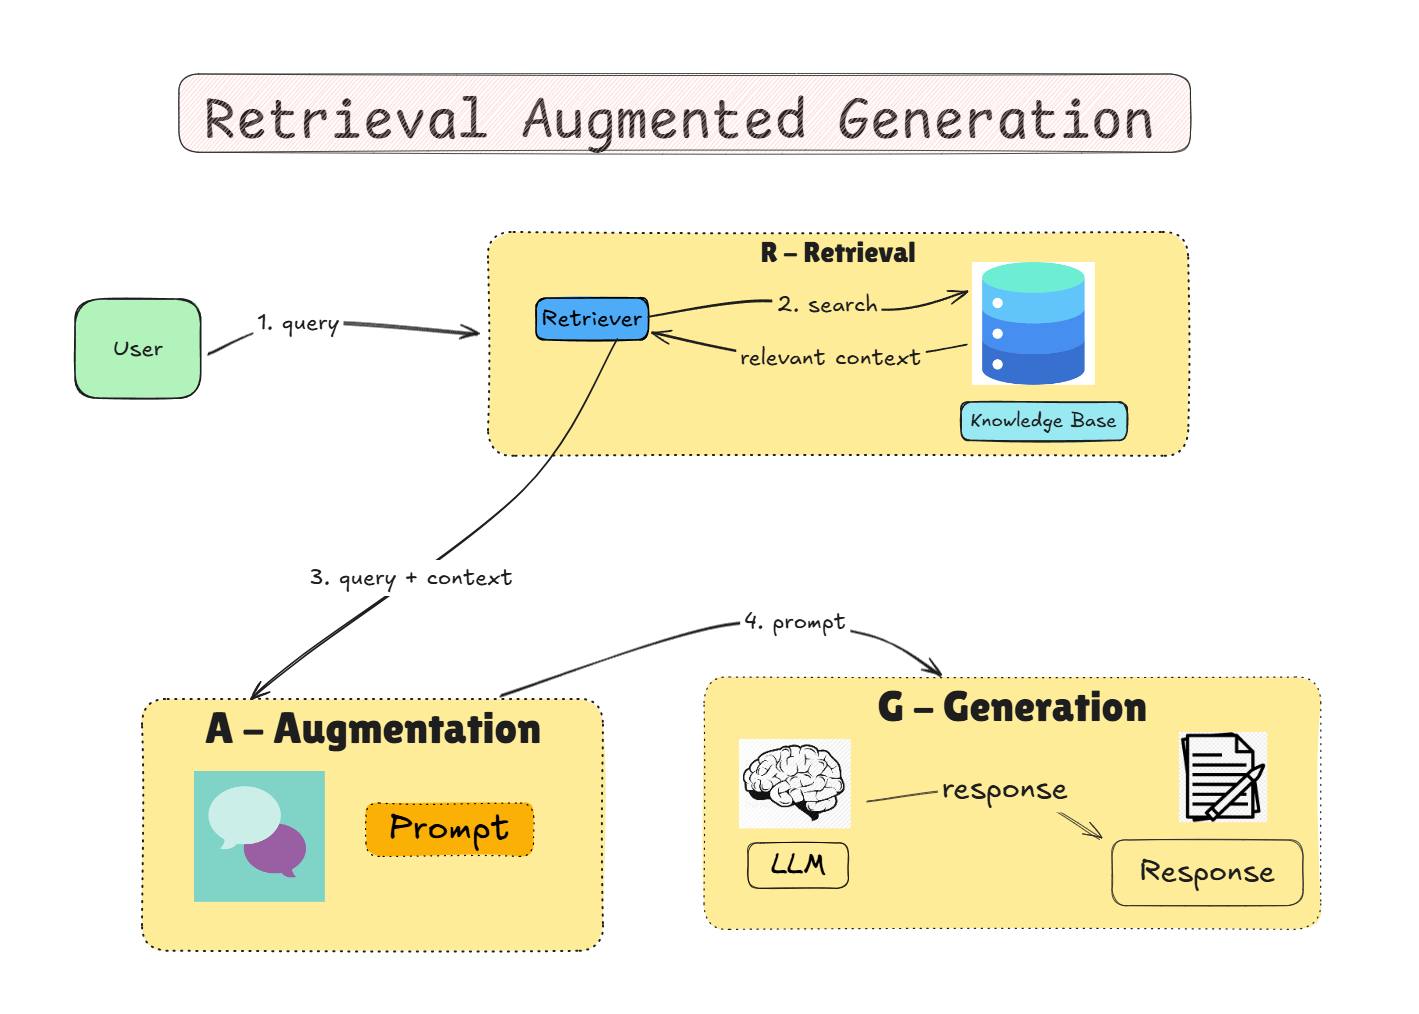 Retrieval Augmented Generation
R - Retrieval
User
1. query
Retriever
2. search
relevant context
Knowledge Base
3. query + context
4. prompt
A - Augmentation
Prompt
G - Generation
LLM
response
Response